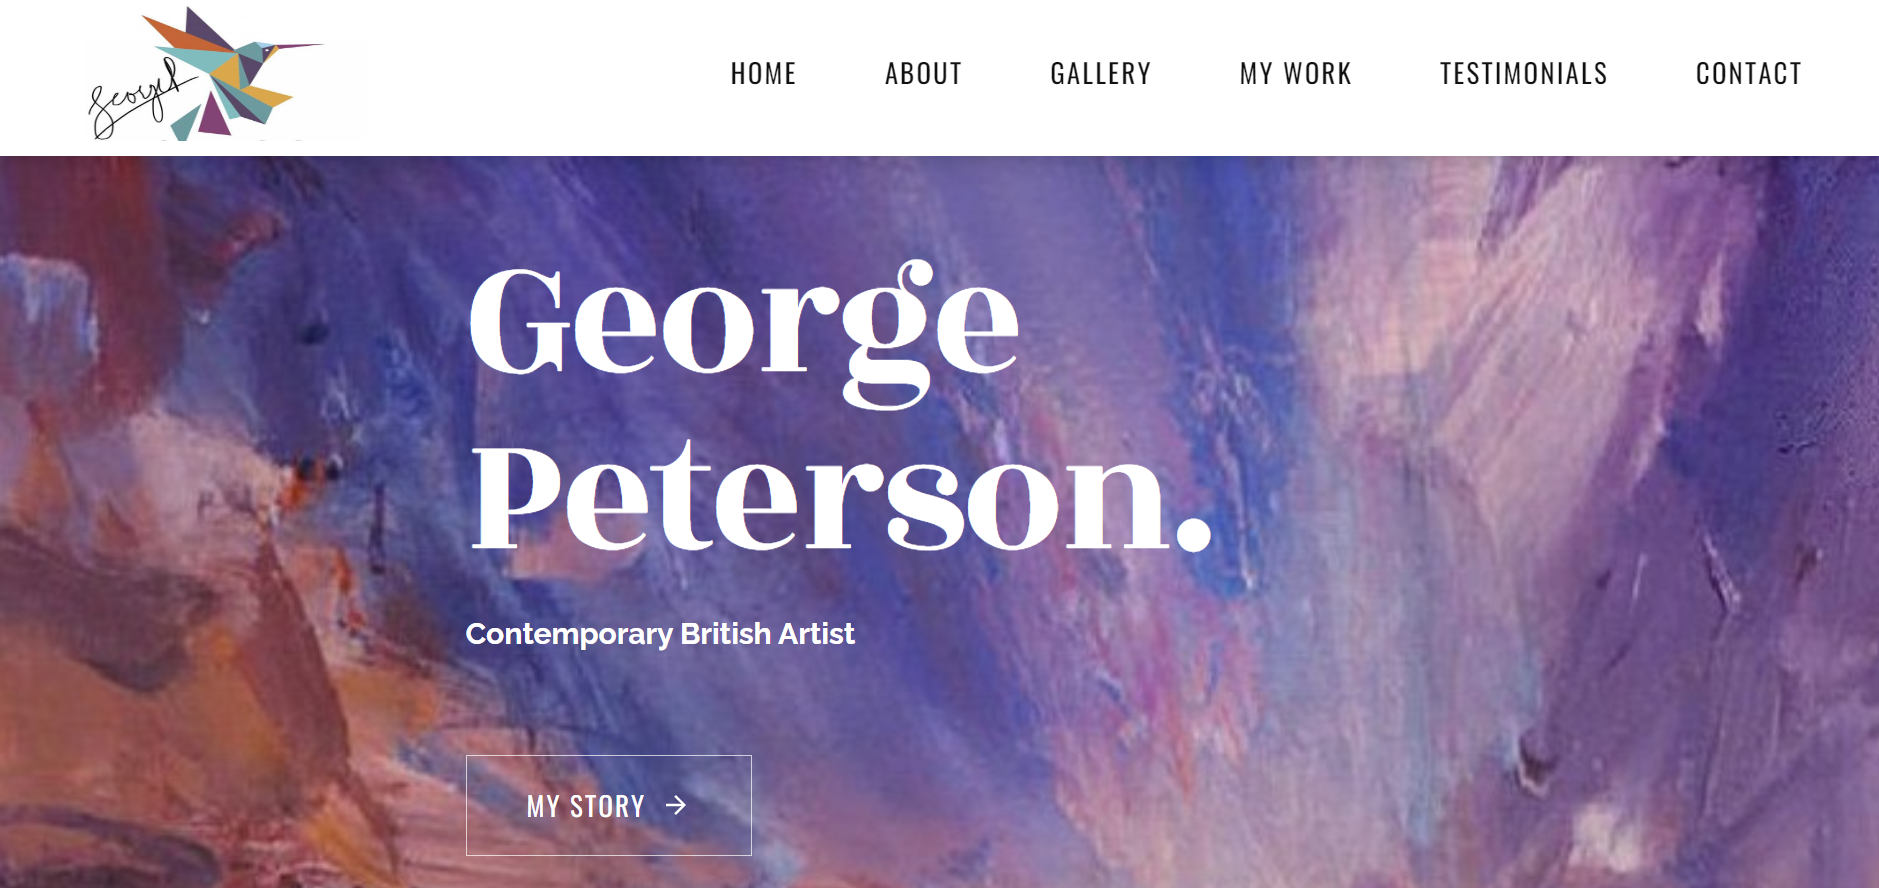 George
HOME ABOUT GALLERY MY WORK TESTIMONIALS CONTACT
George
Peterson.
Contemporary British Artist
MY STORY →